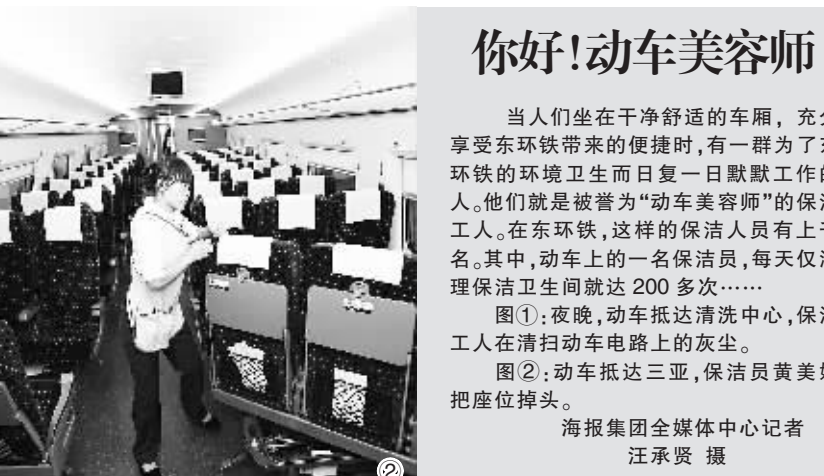 你好!动车美容师
当人们坐在干净舒适的车厢，充
享受东环铁带来的便捷时,有一群为了
环铁的环境卫生而日复一日默默工作
人。他们就是被誉为“动车美容师”的保
工人。在东环铁,这样的保洁人员有上
名。其中,动车上的一名保洁员,每天仅
理保洁卫生间就达 200 多次……
图①:夜晚,动车抵达清洗中心,保
工人在清扫动车电路上的灰尘。
图②:动车抵达三亚,保洁员黄美
把座位掉头。
海报集团全媒体中心记者
汪承贤 摄
②